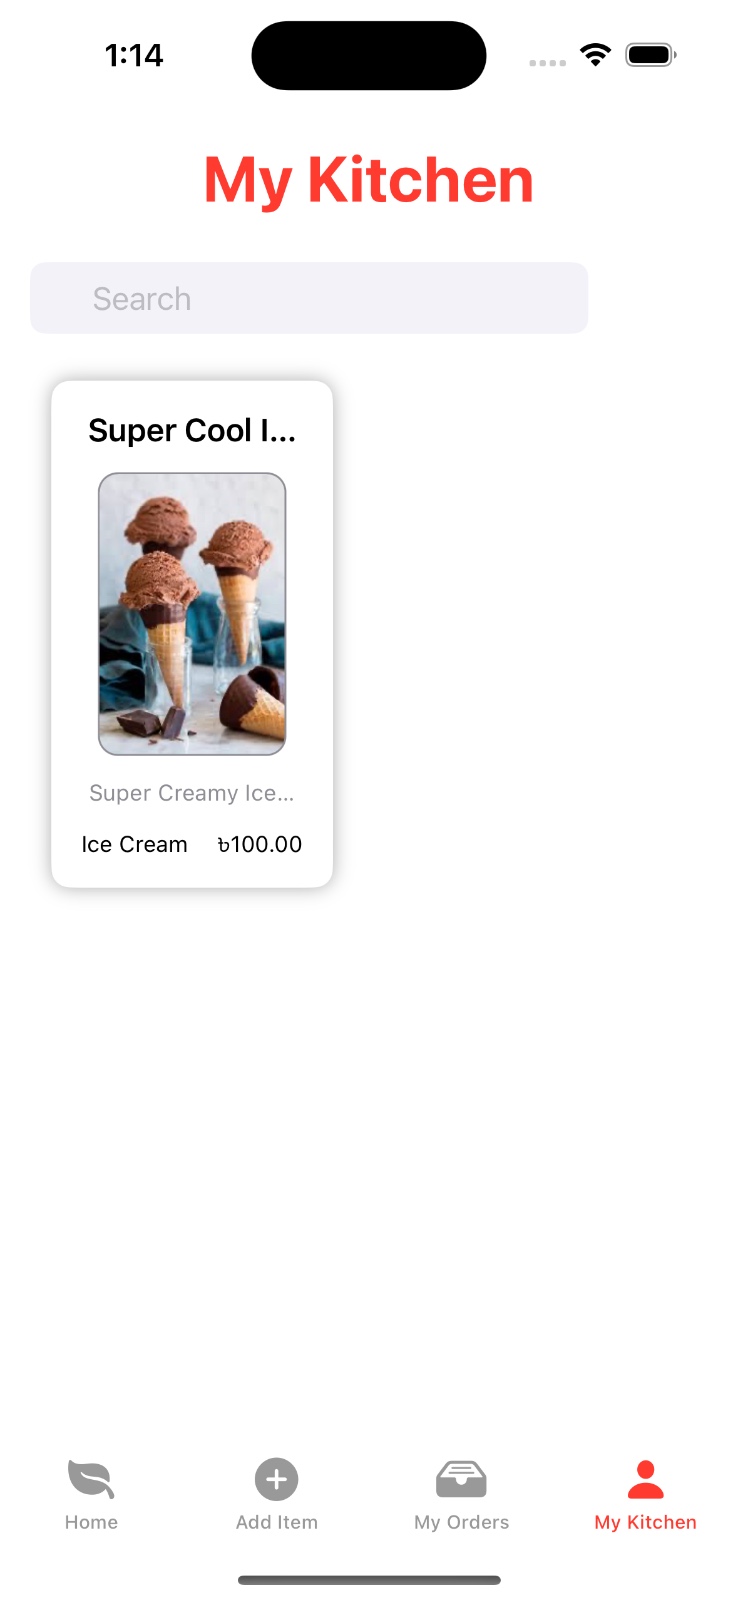 1:14
My Kitchen
Search
Super Cool I...
Super Creamy Ice...
Ice Cream ৳100.00
Home Add Item My Orders My Kitchen